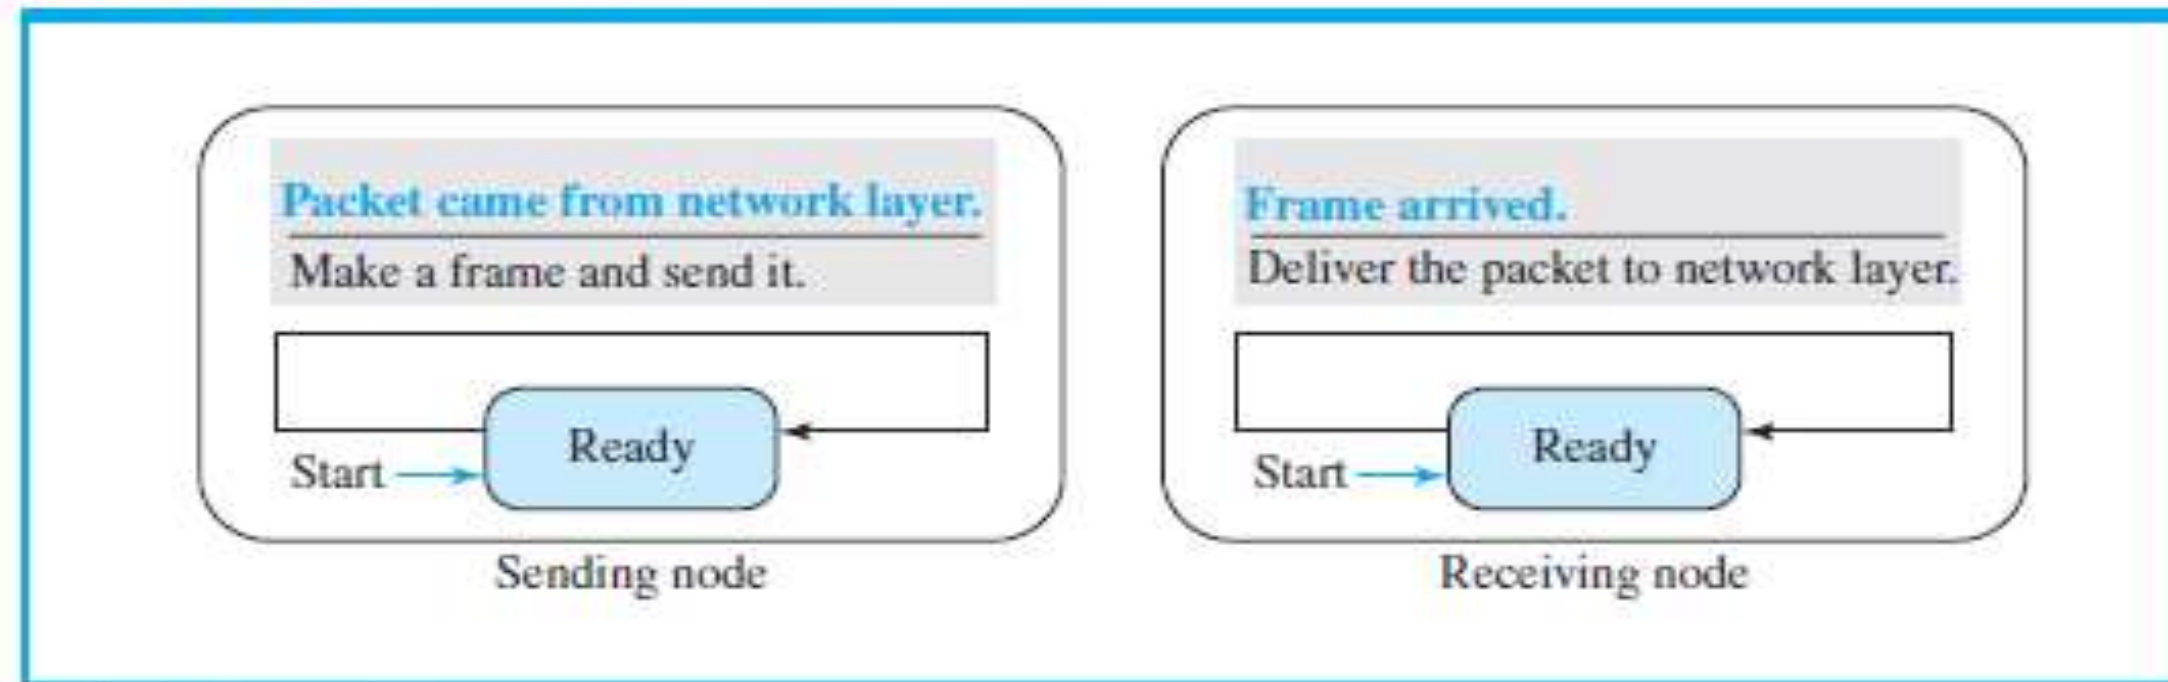 Packet came from network layer.
Make a frame and send it.
Ready
Start
Sending node
Frame arrived.
Deliver the packet to network layer.
Ready
Start
Receiving node